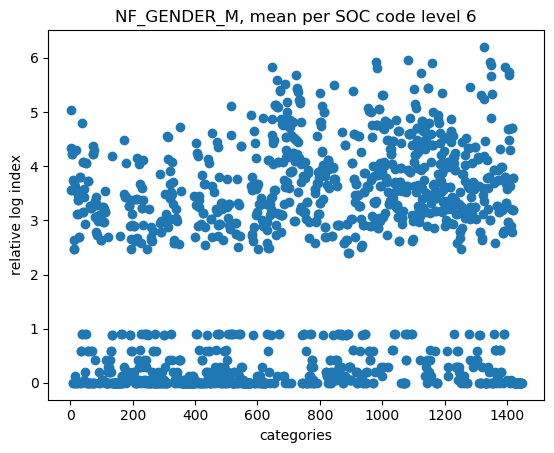 NF_GENDER_M, mean per SOC code level 6
relative log index
6
5
4
3
2
1
0
0 200 400 600 800 1000 1200 1400
categories